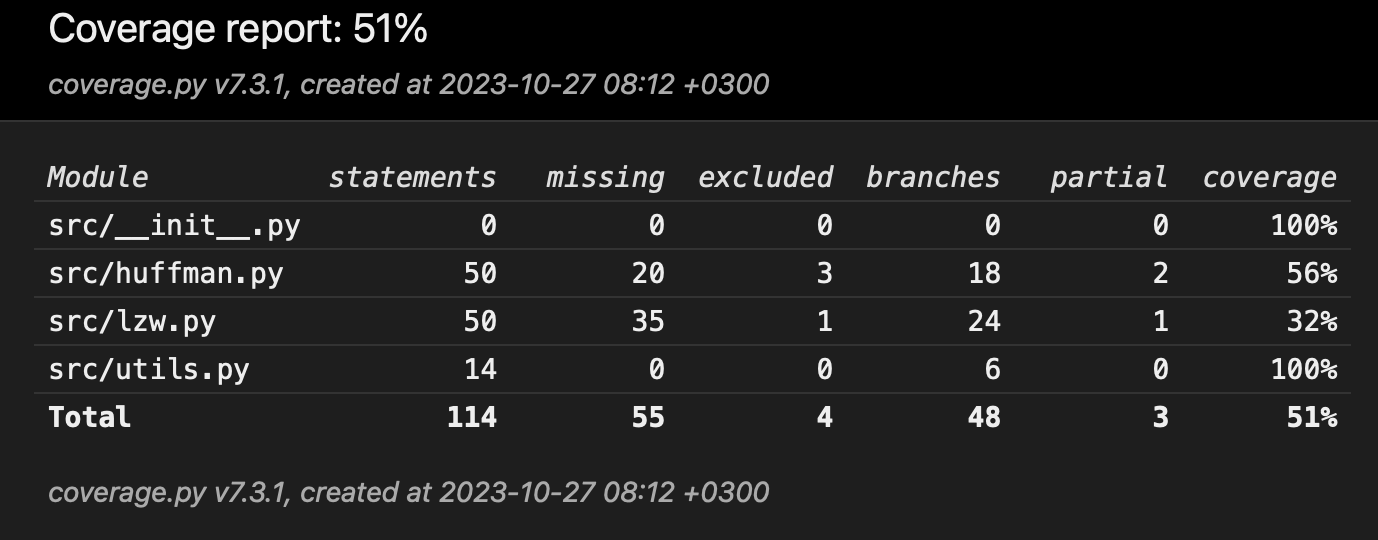 Coverage report: 51%
coverage.py v7.3.1, created at 2023-10-27 08:12 +0300
Module statements missing excluded branches partial coverage
src/__init__.py 0 0 0 0 0 100%
src/huffman.py 50 20 3 18 2 56%
src/lzw.py 50 35 1 24 1 32%
src/utils.py 14 0 0 6 0 100%
Total 114 55 4 48 3 51%
coverage.py v7.3.1, created at 2023-10-27 08:12 +0300